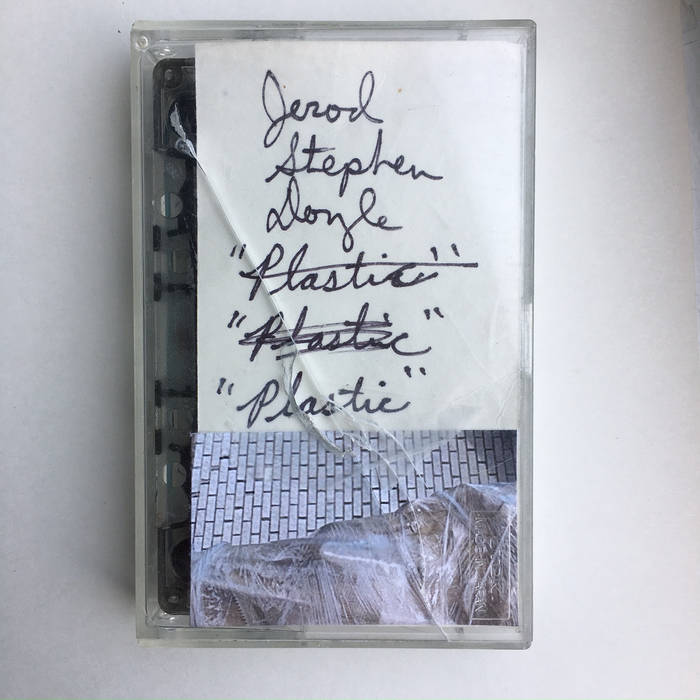 Jerod
Stephen
Doyle
"Plastic"
"Plastic"
"Plastic"